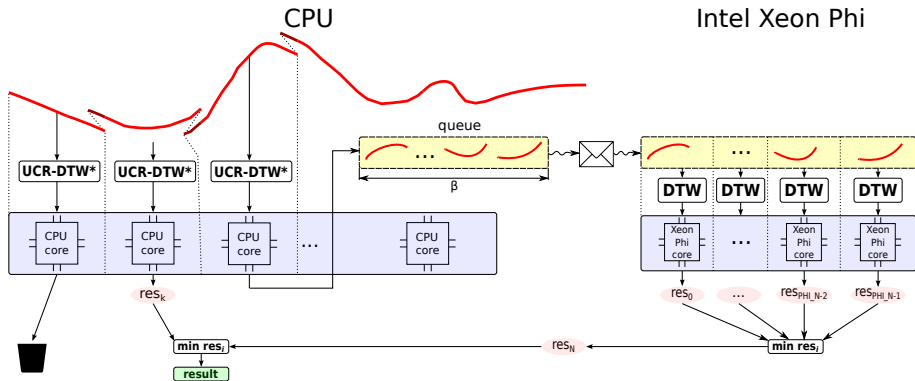 CPU
Intel Xeon Phi
queue
...
...
β
UCR-DTW*
UCR-DTW*
UCR-DTW*
DTW
DTW
DTW
DTW
CPU
core
CPU
core
CPU
core
...
CPU
core
Xeon
Phi
core
...
Xeon
Phi
core
Xeon
Phi
core
res_k
res_0
...
res_PHI_N-2
res_PHI_N-1
min res_i
res_N
min res_i
result